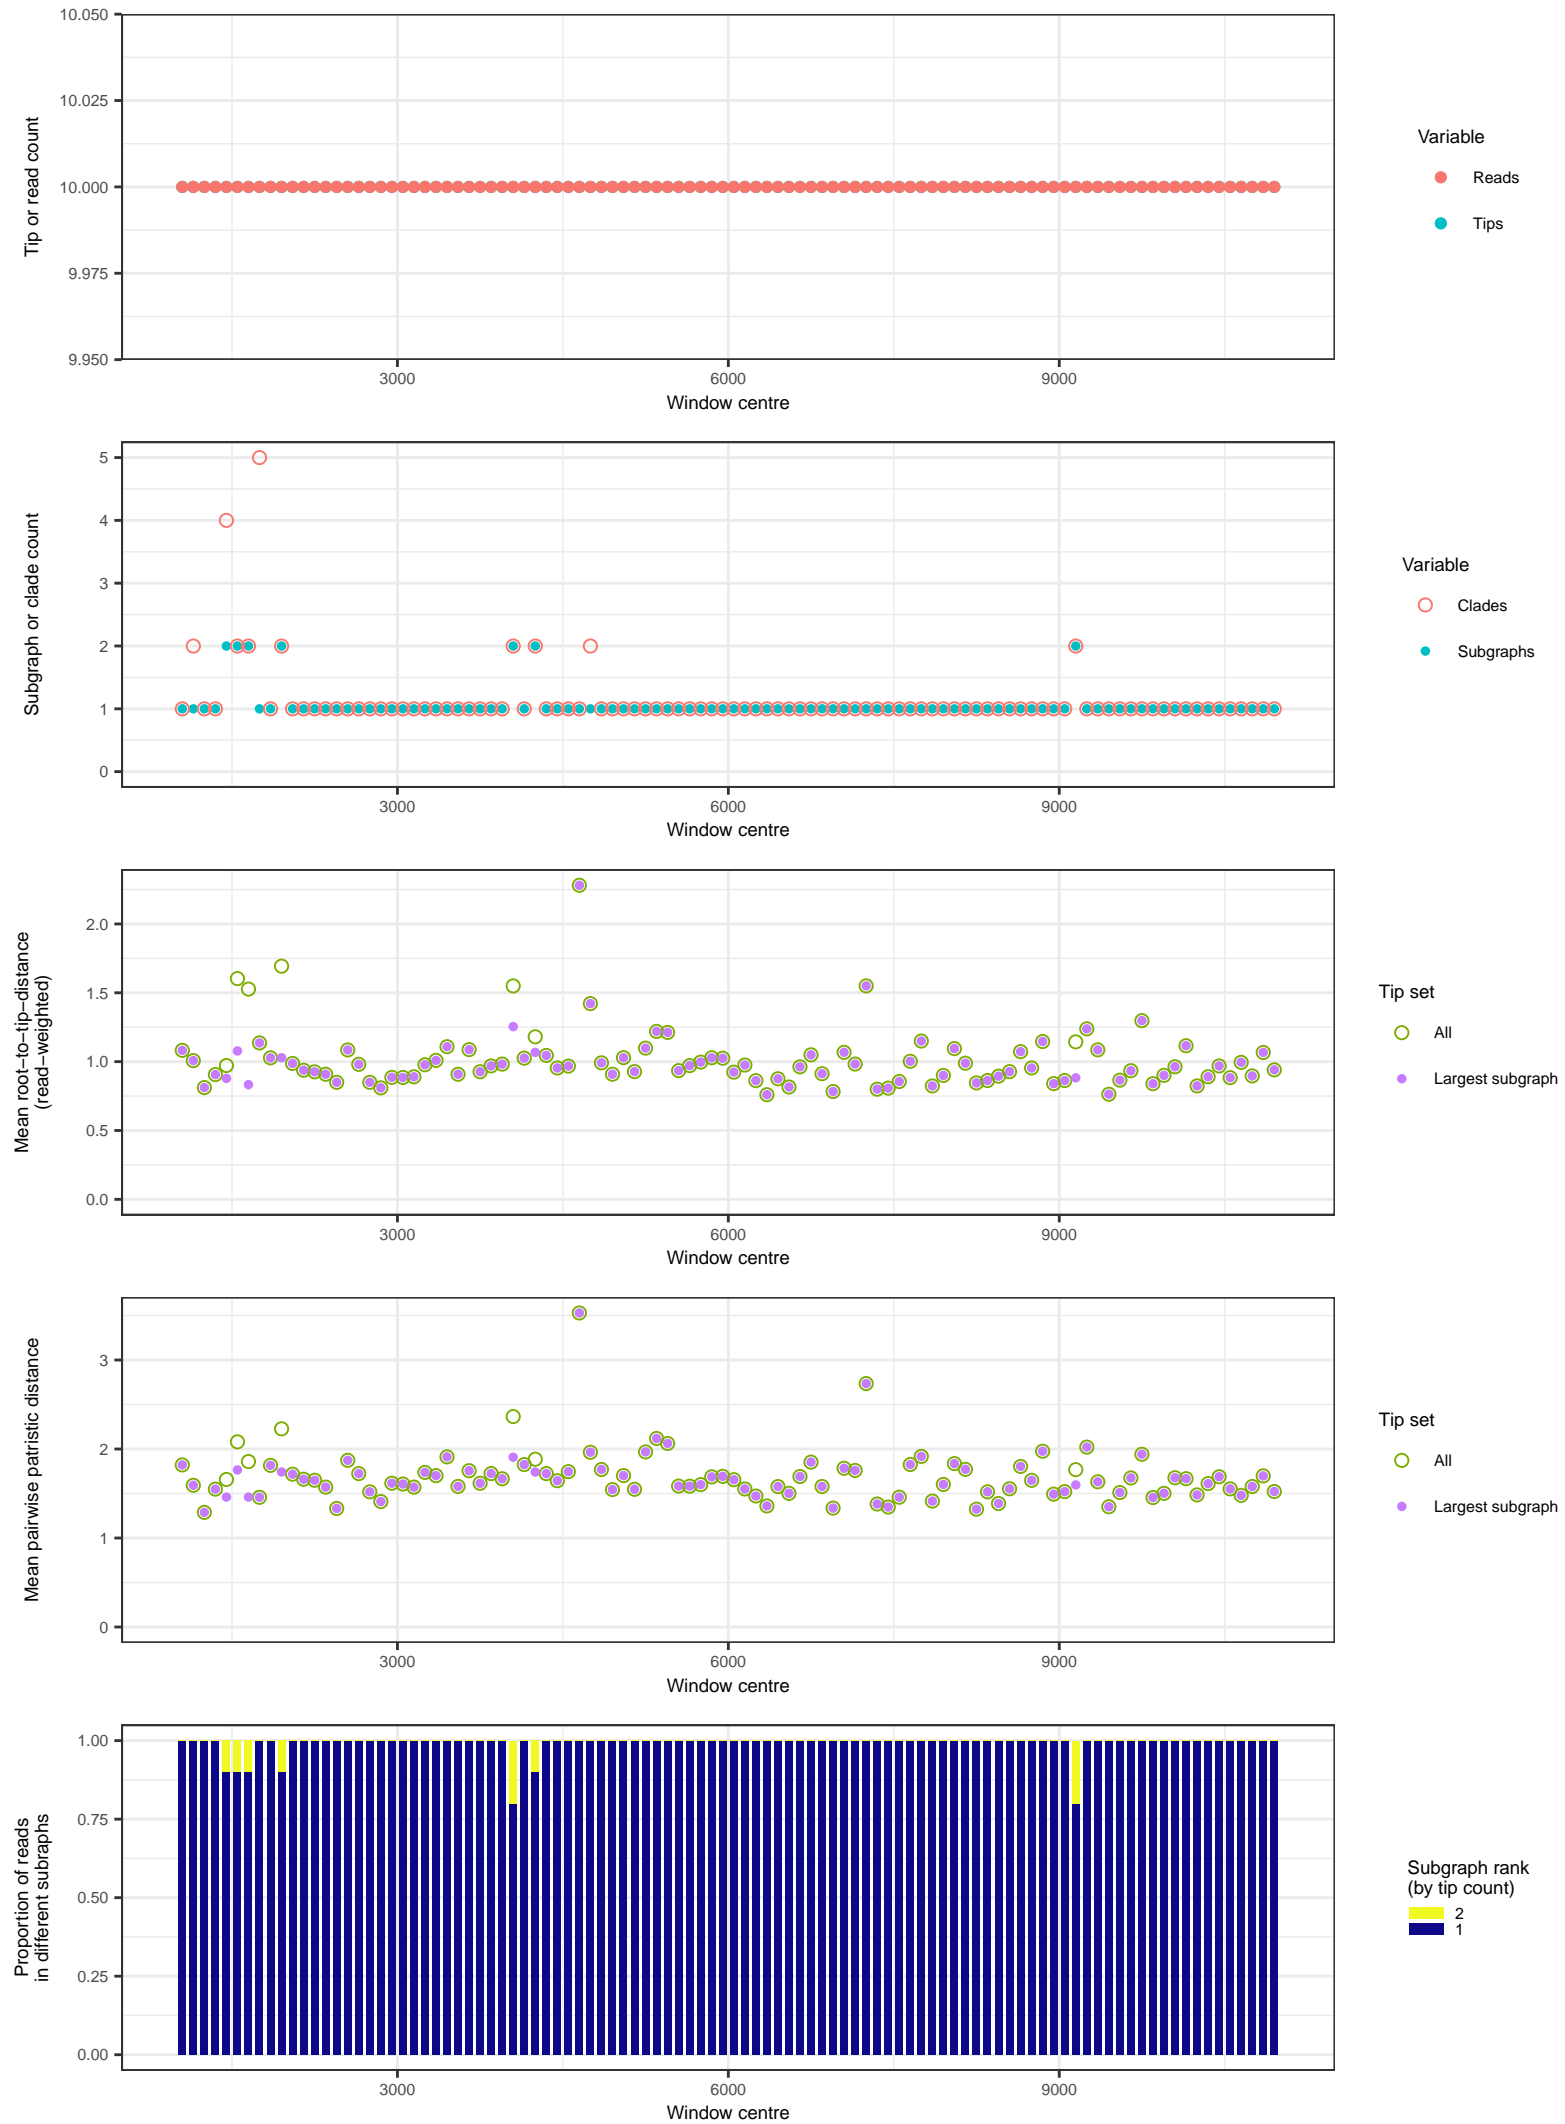 10.050
10.025
10.000
9.975
9.950
Tip or read count
3000
6000
9000
Window centre
Variable
Reads
Tips
5
4
3
2
1
0
Subgraph or clade count
3000
6000
9000
Window centre
Variable
Clades
Subgraphs
2.0
1.5
1.0
0.5
0.0
Mean root−to−tip−distance
(read−weighted)
3000
6000
9000
Window centre
Tip set
All
Largest subgraph
3
2
1
0
Mean pairwise patristic distance
3000
6000
9000
Window centre
Tip set
All
Largest subgraph
1.00
0.75
0.50
0.25
0.00
Proportion of reads
in different subraphs
3000
6000
9000
Window centre
Subgraph rank
(by tip count)
2
1